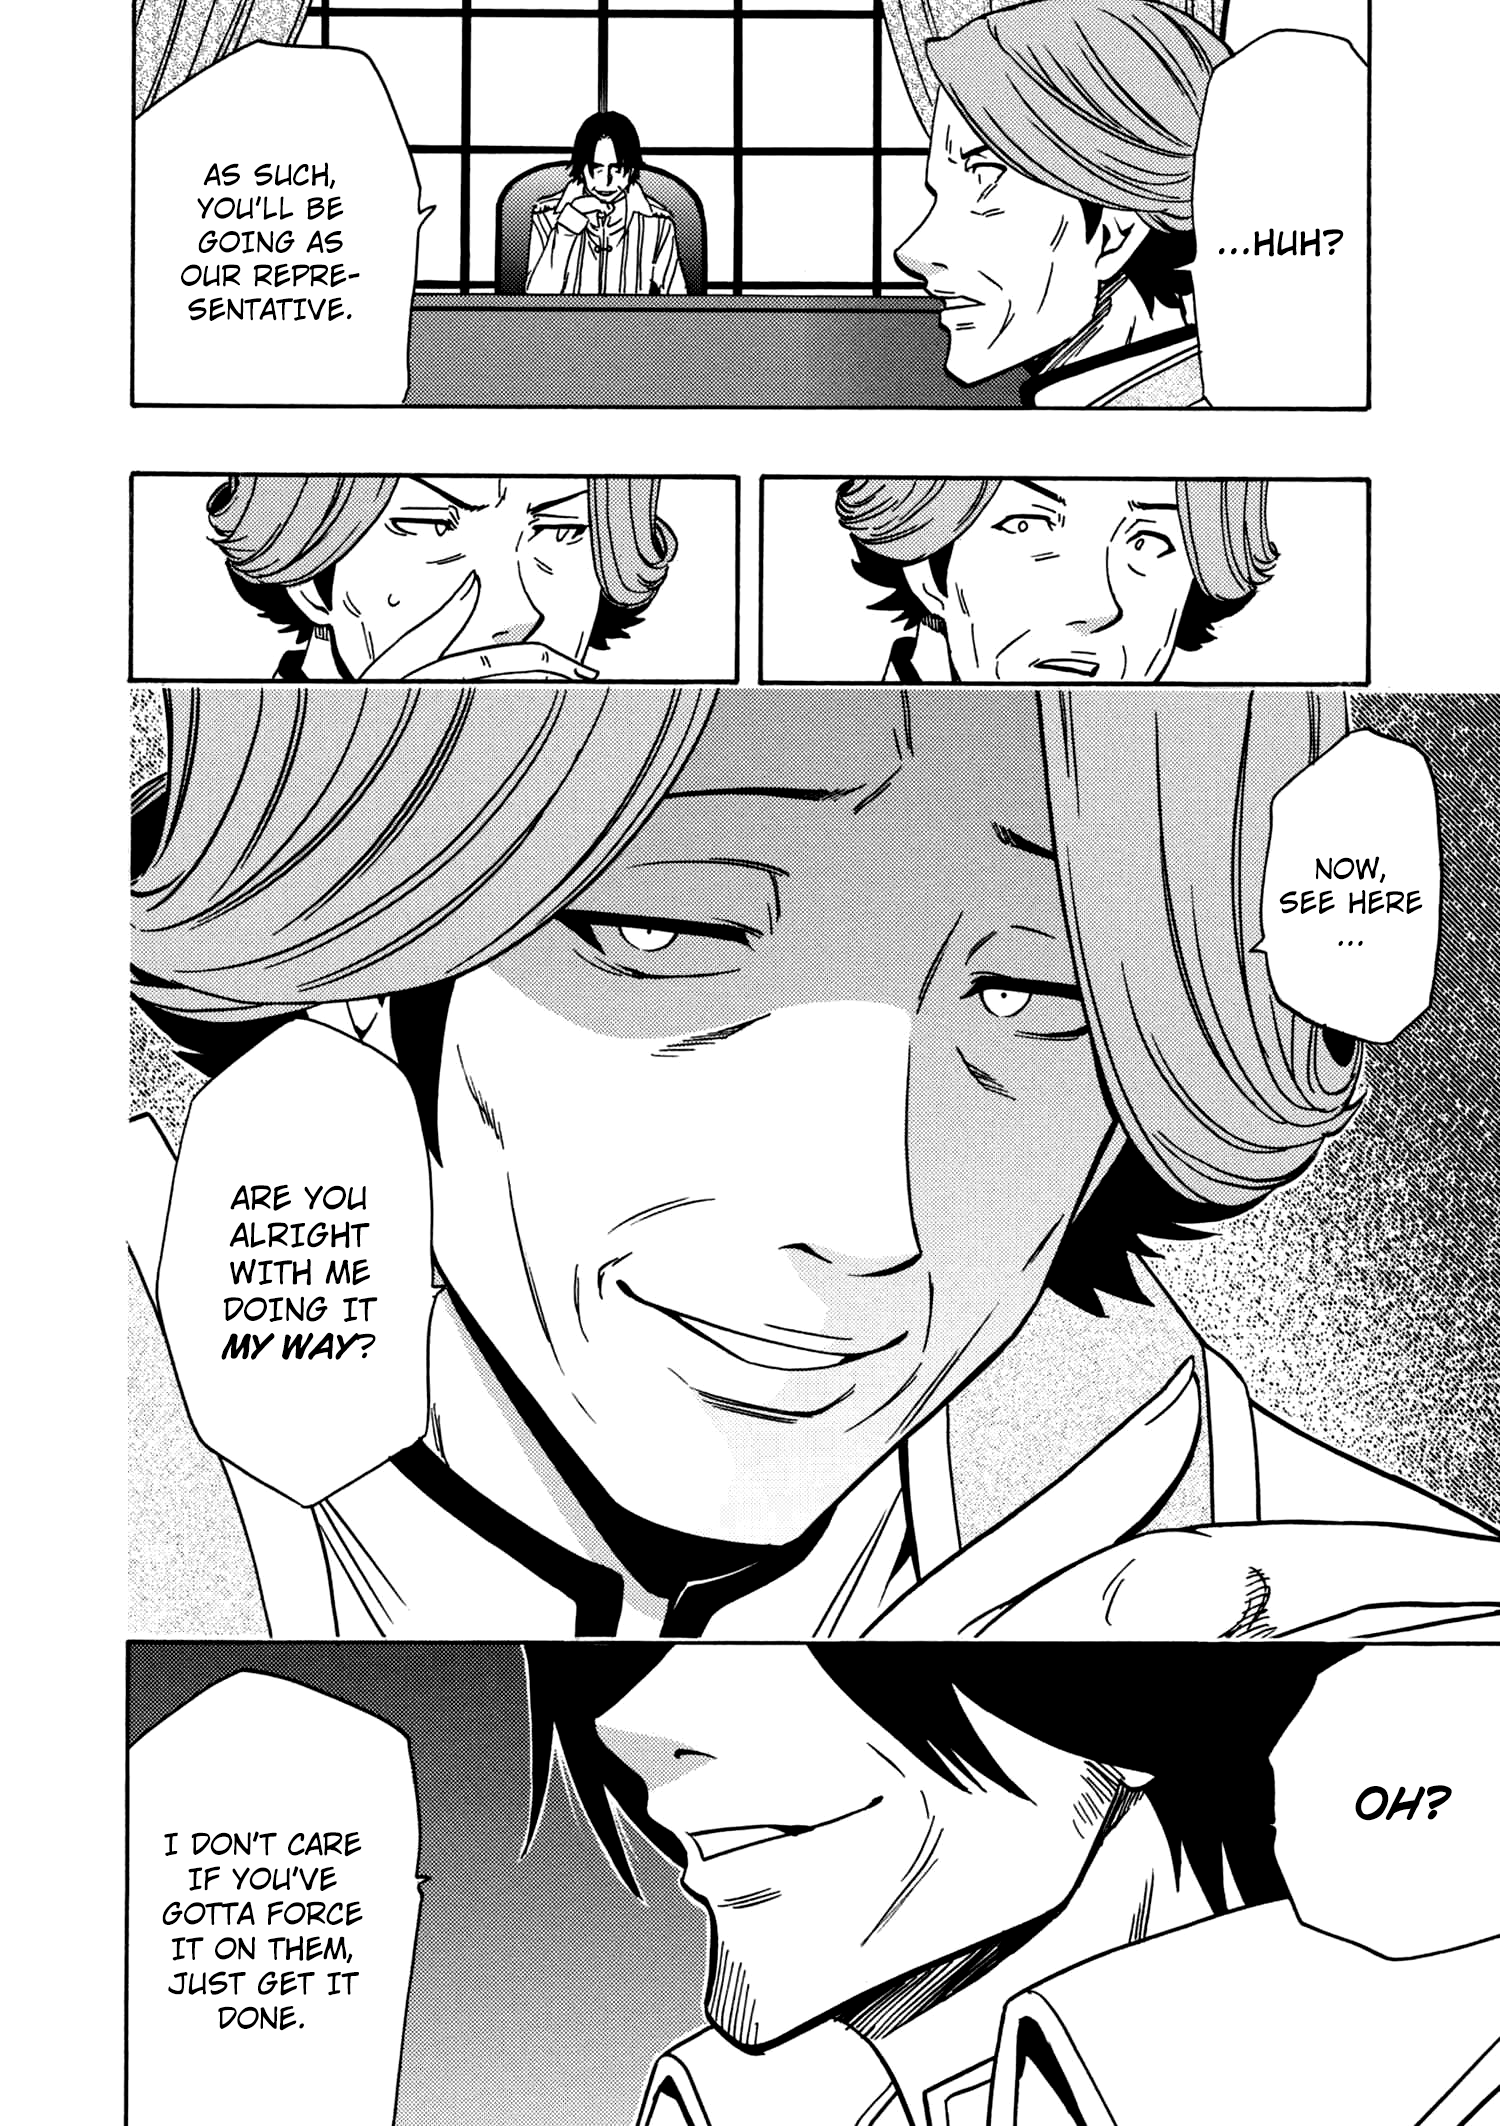 ...HUH?
AS SUCH,
YOU'LL BE
GOING AS
OUR REPRE-
SENTATIVE.
NOW,
SEE HERE
...
ARE YOU
ALRIGHT
WITH ME
DOING IT
MY WAY?
OH?
I DON'T CARE
IF YOU'VE
GOTTA FORCE
IT ON THEM,
JUST GET IT
DONE.